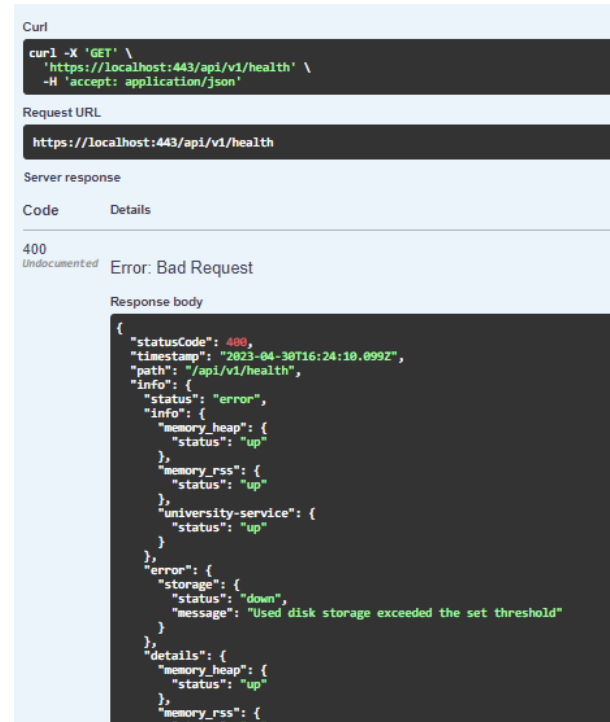 Curl
curl -X 'GET' \
  'https://localhost:443/api/v1/health' \
  -H 'accept: application/json'
Request URL
https://localhost:443/api/v1/health
Server response
Code Details
400
Undocumented Error: Bad Request
Response body
{
  "statusCode": 400,
  "timestamp": "2023-04-30T16:24:10.099Z",
  "path": "/api/v1/health",
  "info": {
    "status": "error",
    "info": {
      "memory_heap": {
        "status": "up"
      },
      "memory_rss": {
        "status": "up"
      },
      "university-service": {
        "status": "up"
      }
    },
    "error": {
      "storage": {
        "status": "down",
        "message": "Used disk storage exceeded the set threshold"
      }
    },
    "details": {
      "memory_heap": {
        "status": "up"
      },
      "memory_rss": {